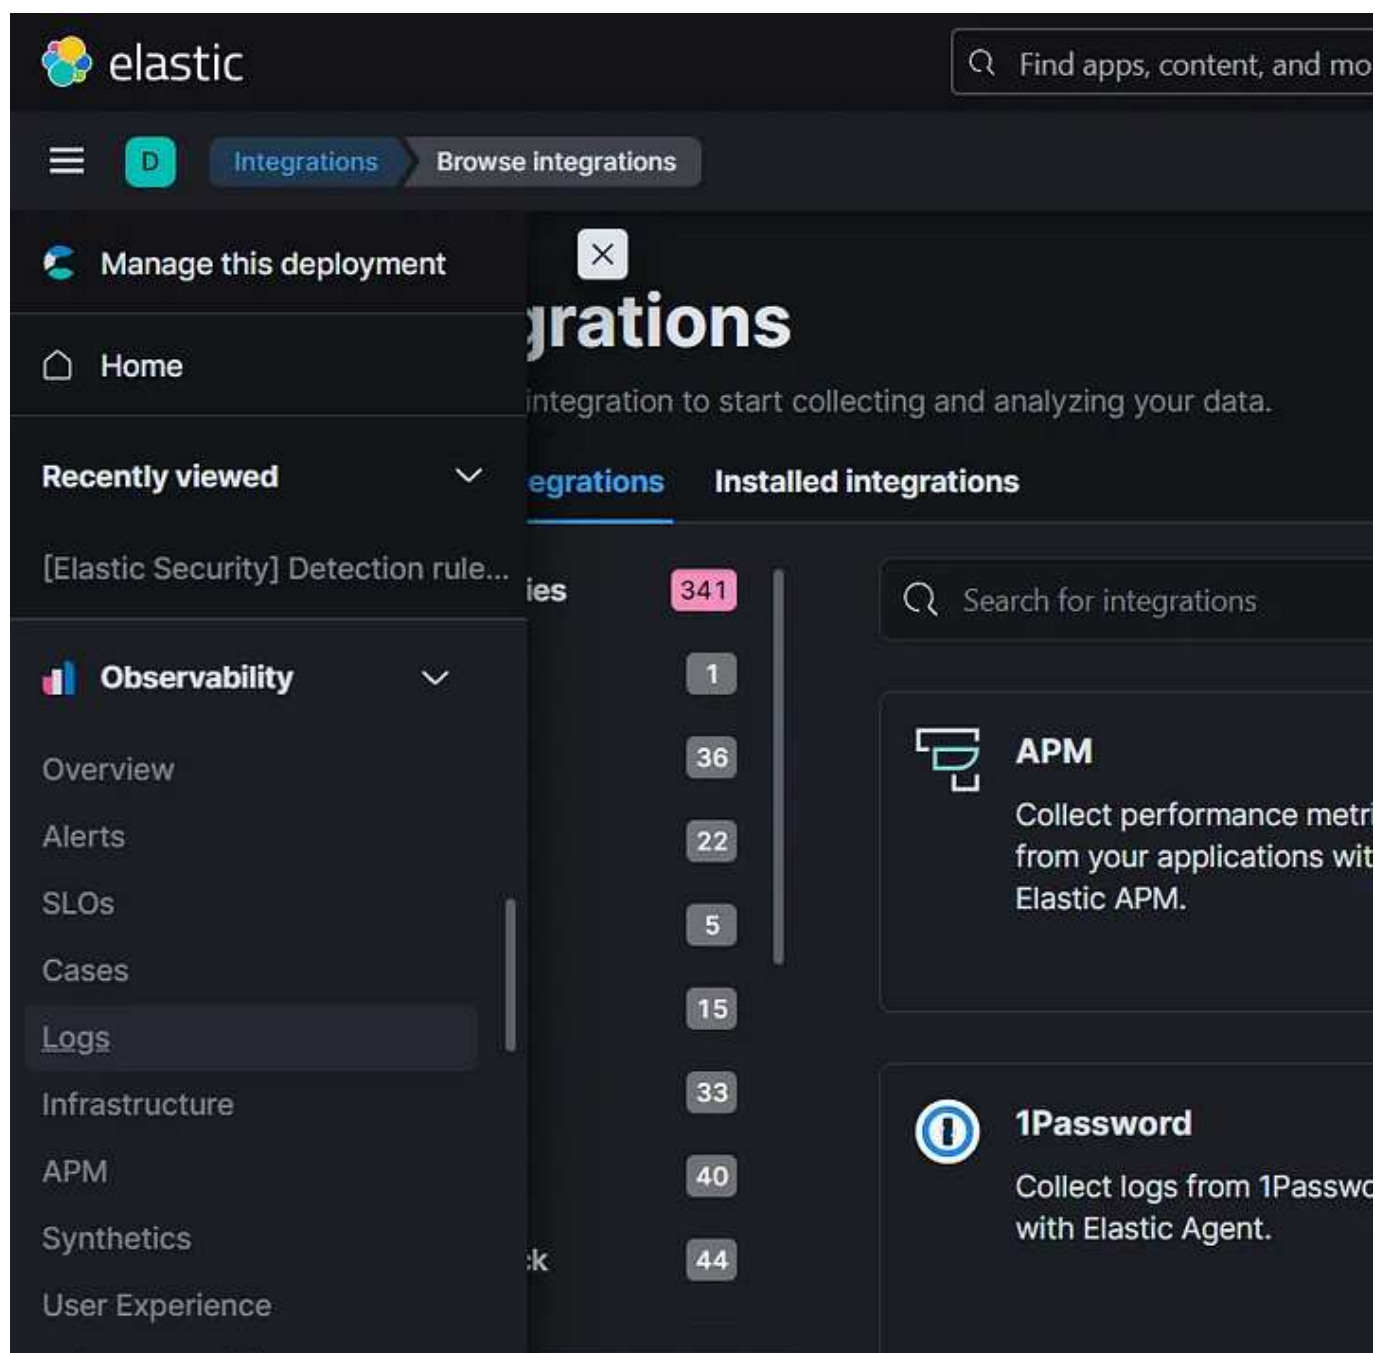 elastic
Find apps, content, and mo
D
Integrations
Browse integrations
Manage this deployment
Home
Recently viewed
[Elastic Security] Detection rule...
Observability
Overview
Alerts
SLOs
Cases
Logs
Infrastructure
APM
Synthetics
User Experience
grations
integration to start collecting and analyzing your data.
egrations
Installed integrations
ies
341
1
36
22
5
15
33
40
ck
44
Search for integrations
APM
Collect performance metri
from your applications wit
Elastic APM.
1Password
Collect logs from 1Passwo
with Elastic Agent.